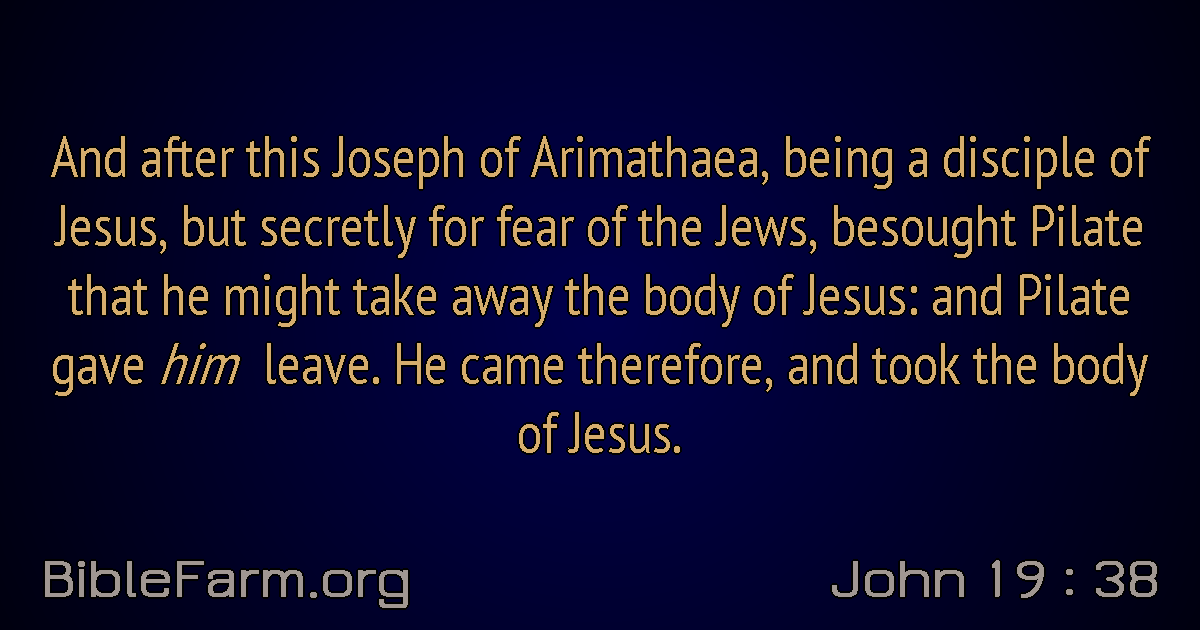 And after this Joseph of Arimathaea, being a disciple of
Jesus, but secretly for fear of the Jews, besought Pilate
that he might take away the body of Jesus: and Pilate
gave him leave. He came therefore, and took the body
of Jesus.
BibleFarm.org
John 19 : 38